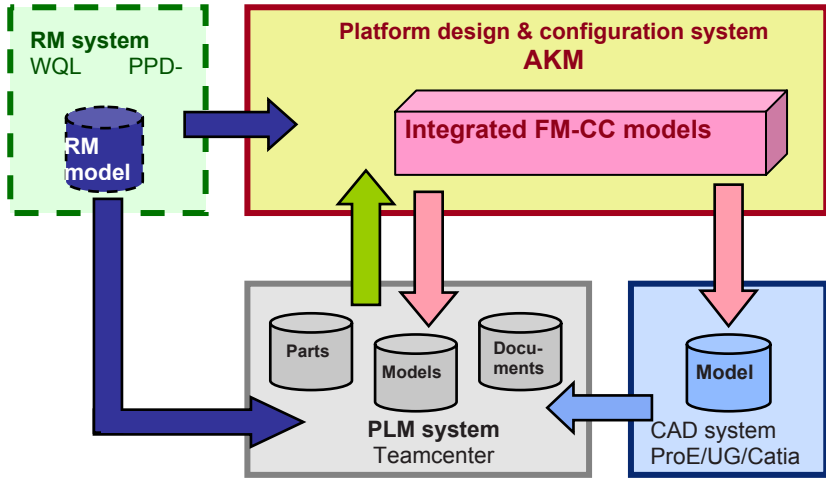 RM system
WQL PPD-
RM
model
Platform design & configuration system
AKM
Integrated FM-CC models
Parts
Models
Docu-
ments
PLM system
Teamcenter
Model
CAD system
ProE/UG/Catia